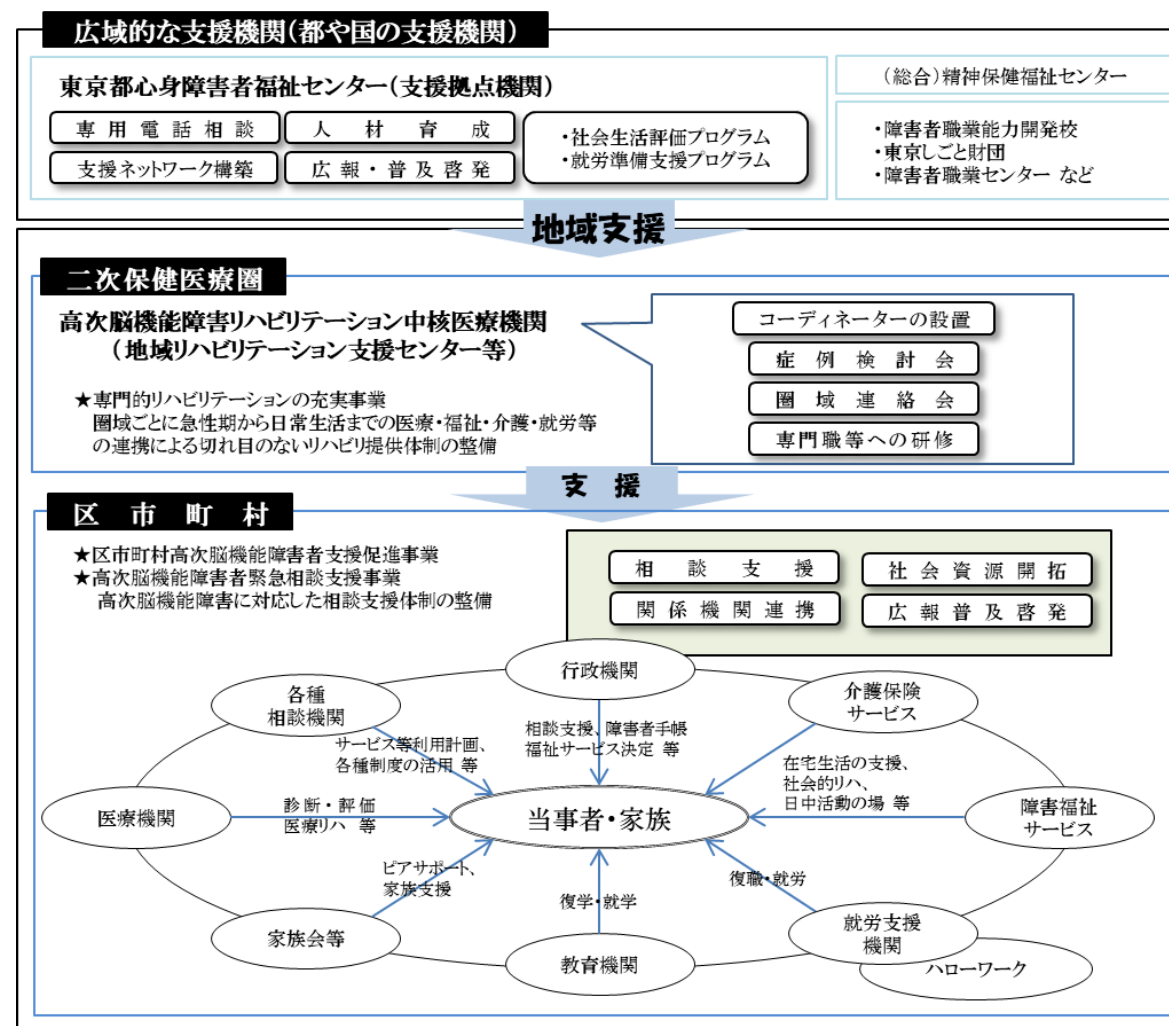 広域的な支援機関（都や国の支援機関）
東京都心身障害者福祉センター（支援拠点機関）
専用電話相談
人材育成
支援ネットワーク構築
広報・普及啓発
・社会生活評価プログラム
・就労準備支援プログラム
（総合）精神保健福祉センター
・障害者職業能力開発校
・東京しごと財団
・障害者職業センター など
地域支援
二次保健医療圏
高次脳機能障害リハビリテーション中核医療機関
（地域リハビリテーション支援センター等）
★専門的リハビリテーションの充実事業
圏域ごとに急性期から日常生活までの医療・福祉・介護・就労等
の連携による切れ目のないリハビリ提供体制の整備
コーディネーターの設置
症例検討会
圏域連絡会
専門職等への研修
支 援
区 市 町 村
★区市町村高次脳機能障害者支援促進事業
★高次脳機能障害者緊急相談支援事業
高次脳機能障害に対応した相談支援体制の整備
相談支援
社会資源開拓
関係機関連携
広報普及啓発
行政機関
各種
相談機関
介護保険
サービス
サービス等利用計画、
各種制度の活用 等
相談支援、障害者手帳
福祉サービス決定 等
在宅生活の支援、
社会的リハ、
日中活動の場 等
医療機関
診断・評価
医療リハ 等
当事者・家族
障害福祉
サービス
ピアサポート、
家族支援
復学・就学
復職・就労
家族会等
教育機関
就労支援
機関
ハローワーク